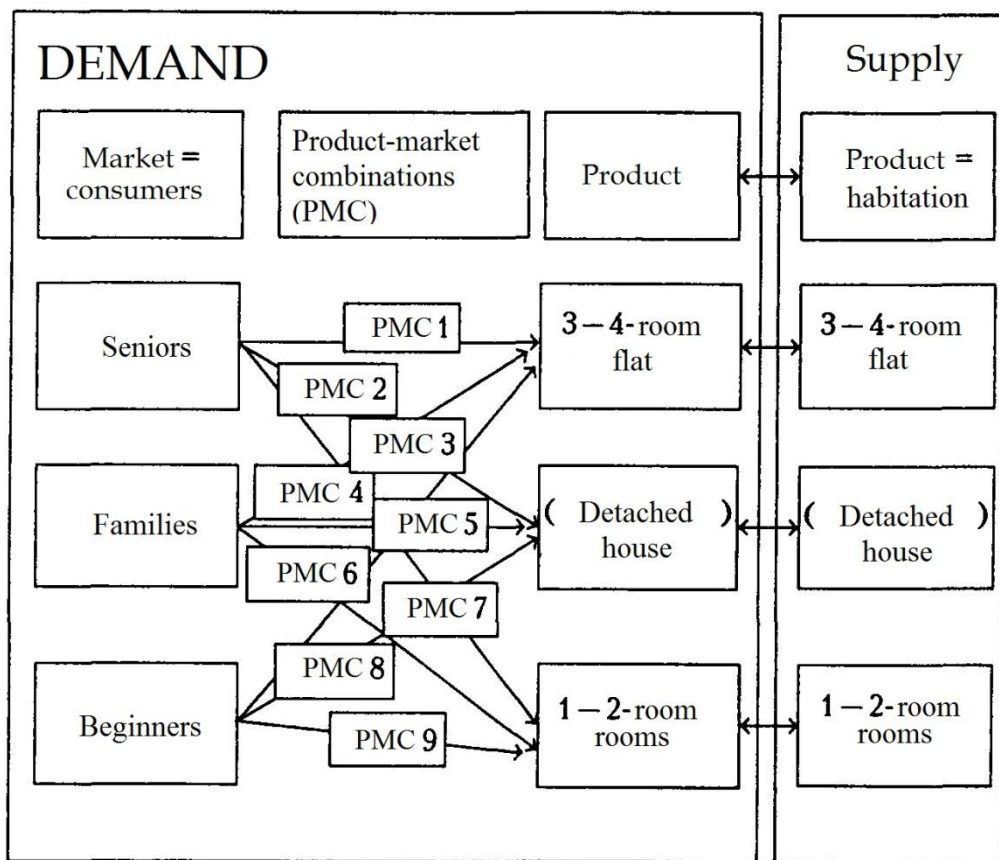 DEMAND
Supply
Market =
consumers
Product-market
combinations
(PMC)
Product
Product =
habitation
Seniors
PMC 1
PMC 2
PMC 3
3-4-room
flat
3-4-room
flat
Families
PMC 4
PMC 5
PMC 6
PMC 7
( Detached )
house
( Detached )
house
Beginners
PMC 8
PMC 9
1-2-room
rooms
1-2-room
rooms